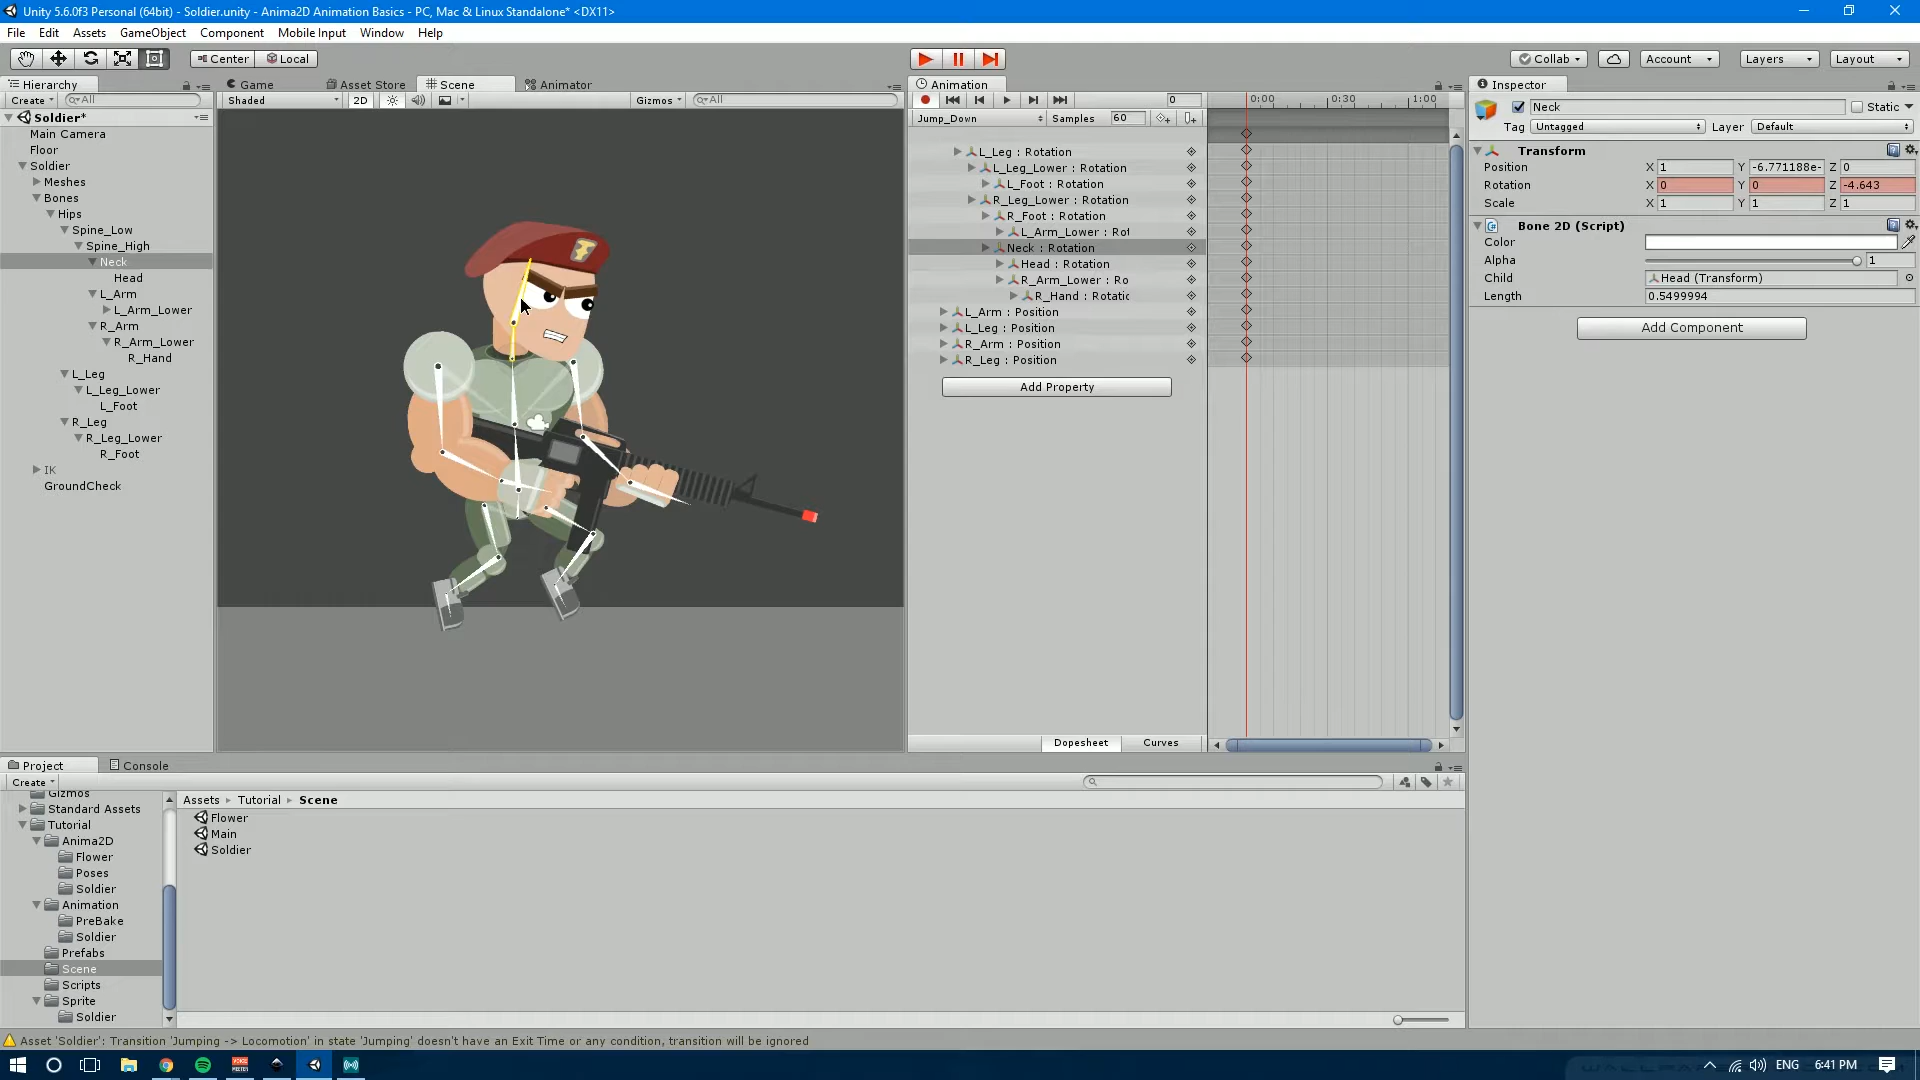 Unity 5.6.0f3 Personal (64bit) - Soldier.unity - Anima2D Animation Basics - PC, Mac & Linux Standalone* <DX11>
File Edit Assets GameObject Component Mobile Input Window Help
Center Local
Collab Account Layers Layout
Hierarchy
Create All
Soldier*
Main Camera
Floor
Soldier
Meshes
Bones
Hips
Spine_Low
Spine_High
Neck
Head
L_Arm
L_Arm_Lower
R_Arm
R_Arm_Lower
R_Hand
L_Leg
L_Leg_Lower
L_Foot
R_Leg
R_Leg_Lower
R_Foot
IK
GroundCheck
Game Asset Store Scene Animator
Shaded 2D Gizmos All
Animation
0 0:00 0:30 1:00
Jump_Down Samples 60
L_Leg : Rotation
L_Leg_Lower : Rotation
L_Foot : Rotation
R_Leg_Lower : Rotation
R_Foot : Rotation
L_Arm_Lower : Rot
Neck : Rotation
Head : Rotation
R_Arm_Lower : Ro
R_Hand : Rotatic
L_Arm : Position
L_Leg : Position
R_Arm : Position
R_Leg : Position
Add Property
Dopesheet Curves
Inspector
Neck Static
Tag Untagged Layer Default
Transform
Position X 1 Y -6.771188e- Z 0
Rotation X 0 Y 0 Z -4.643
Scale X 1 Y 1 Z 1
Bone 2D (Script)
Color
Alpha 1
Child Head (Transform)
Length 0.5499994
Add Component
Project Console
Create
Gizmos
Standard Assets
Tutorial
Anima2D
Flower
Poses
Soldier
Animation
PreBake
Soldier
Prefabs
Scene
Scripts
Sprite
Soldier
Assets Tutorial Scene
Flower
Main
Soldier
Asset 'Soldier': Transition 'Jumping -> Locomotion' in state 'Jumping' doesn't have an Exit Time or any condition, transition will be ignored
ENG 6:41 PM